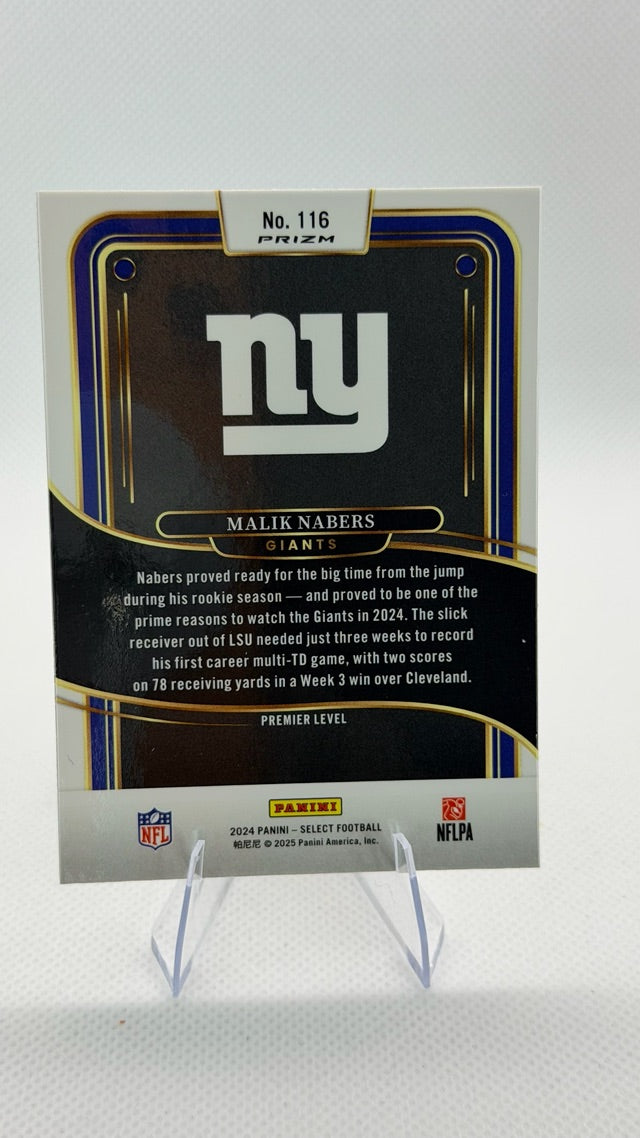 No. 116
PRIZM
ny
MALIK NABERS
GIANTS
Nabers proved ready for the big time from the jump
during his rookie season — and proved to be one of the
prime reasons to watch the Giants in 2024. The slick
receiver out of LSU needed just three weeks to record
his first career multi-TD game, with two scores
on 78 receiving yards in a Week 3 win over Cleveland.
PREMIER LEVEL
PANINI
NFL
2024 PANINI – SELECT FOOTBALL
帕尼尼 © 2025 Panini America, Inc.
NFLPA